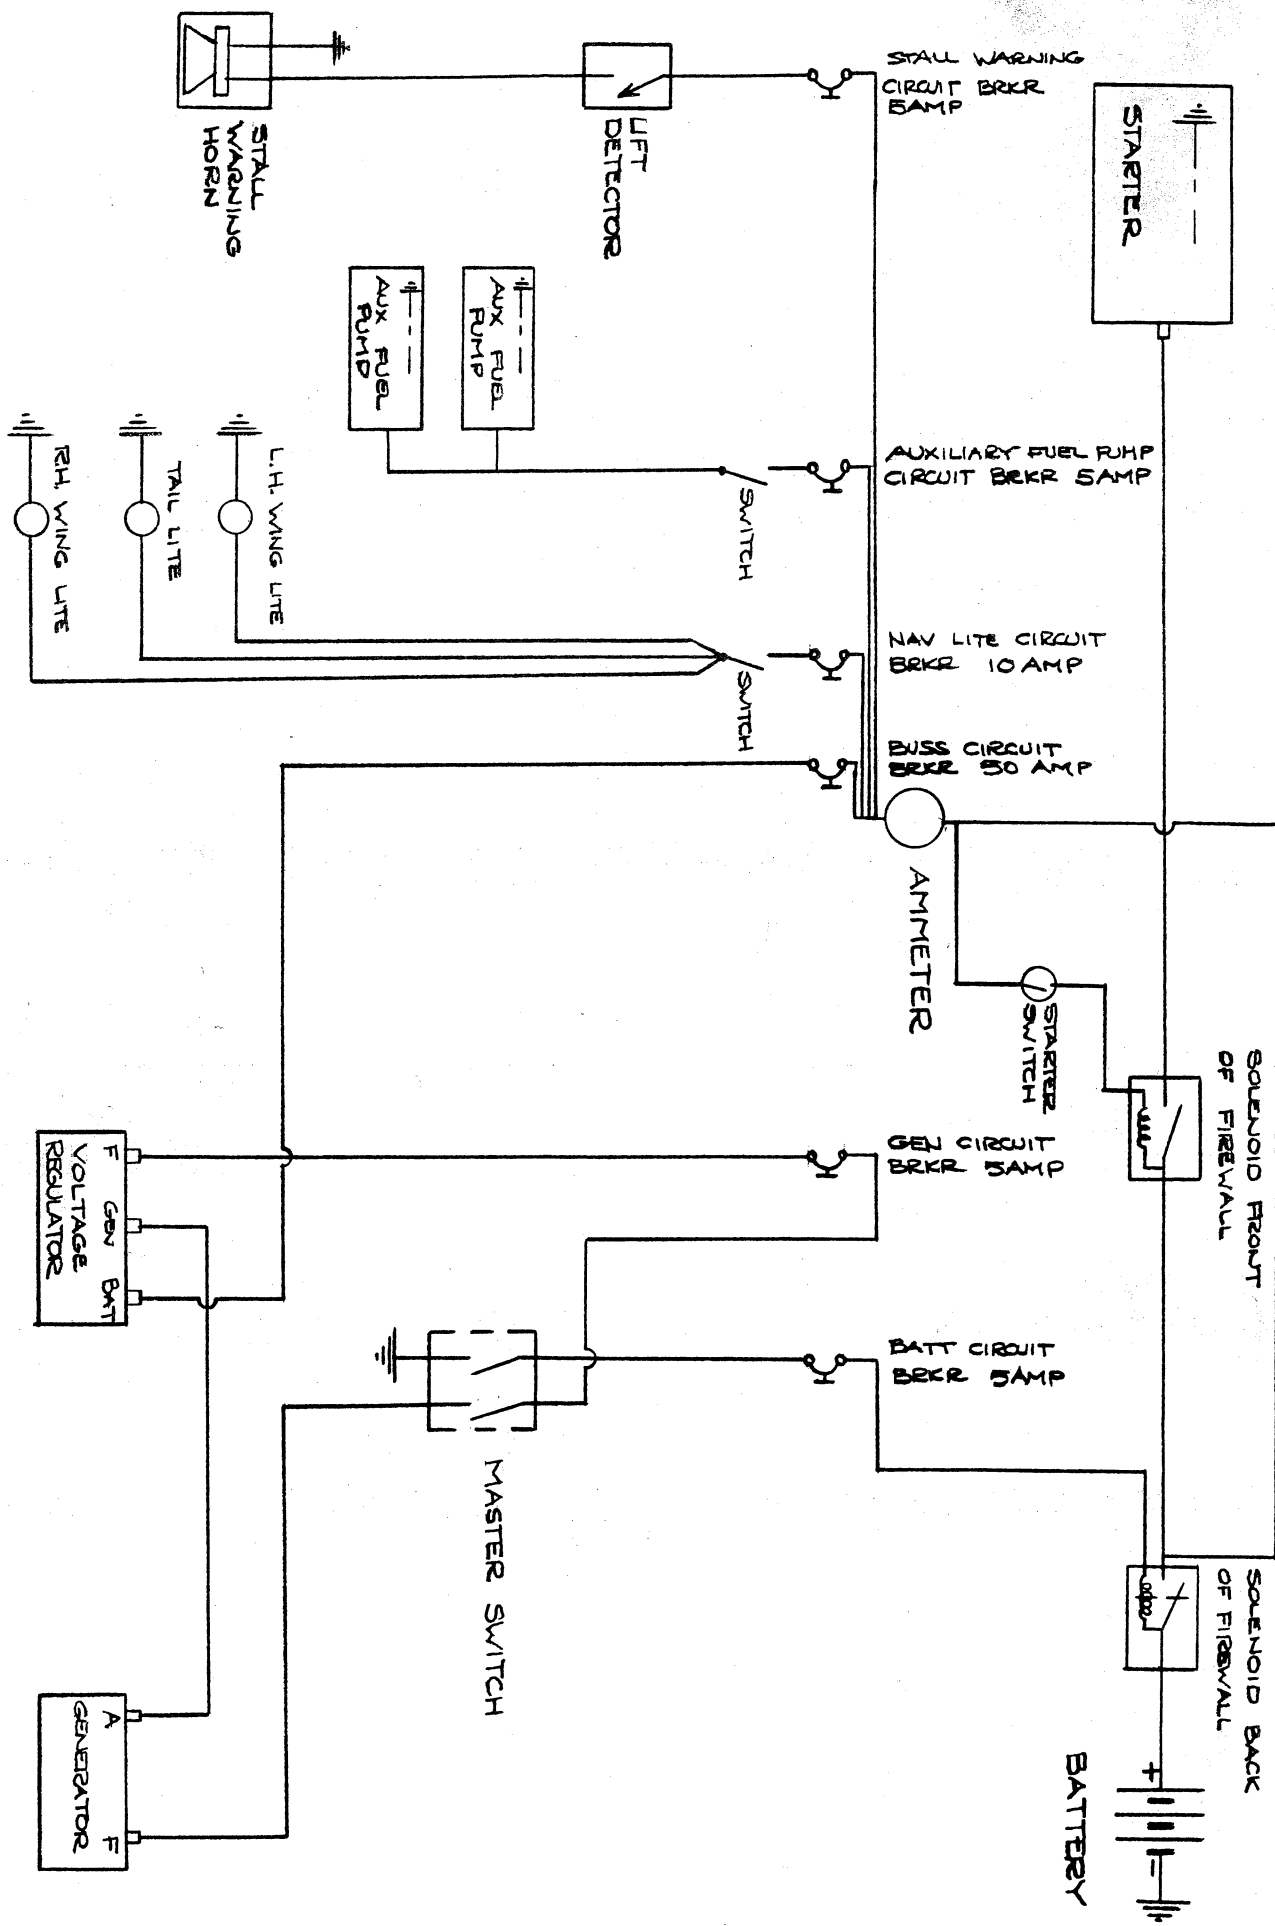 STALL WARNING
CIRCUIT BRKR
5AMP
STARTER
LIFT
DETECTOR
STALL
WARNING
HORN
AUX FUEL
PUMP
AUX FUEL
PUMP
AUXILIARY FUEL PUMP
CIRCUIT BRKR 5AMP
SWITCH
L.H. WING LITE
TAIL LITE
R.H. WING LITE
NAV LITE CIRCUIT
BRKR 10 AMP
SWITCH
BUSS CIRCUIT
BRKR 50 AMP
AMMETER
STARTER
SWITCH
SOLENOID FRONT
OF FIREWALL
GEN CIRCUIT
BRKR 5AMP
F GEN BAT
VOLTAGE
REGULATOR
BATT CIRCUIT
BRKR 5AMP
MASTER SWITCH
SOLENOID BACK
OF FIREWALL
+ -
BATTERY
A F
GENERATOR